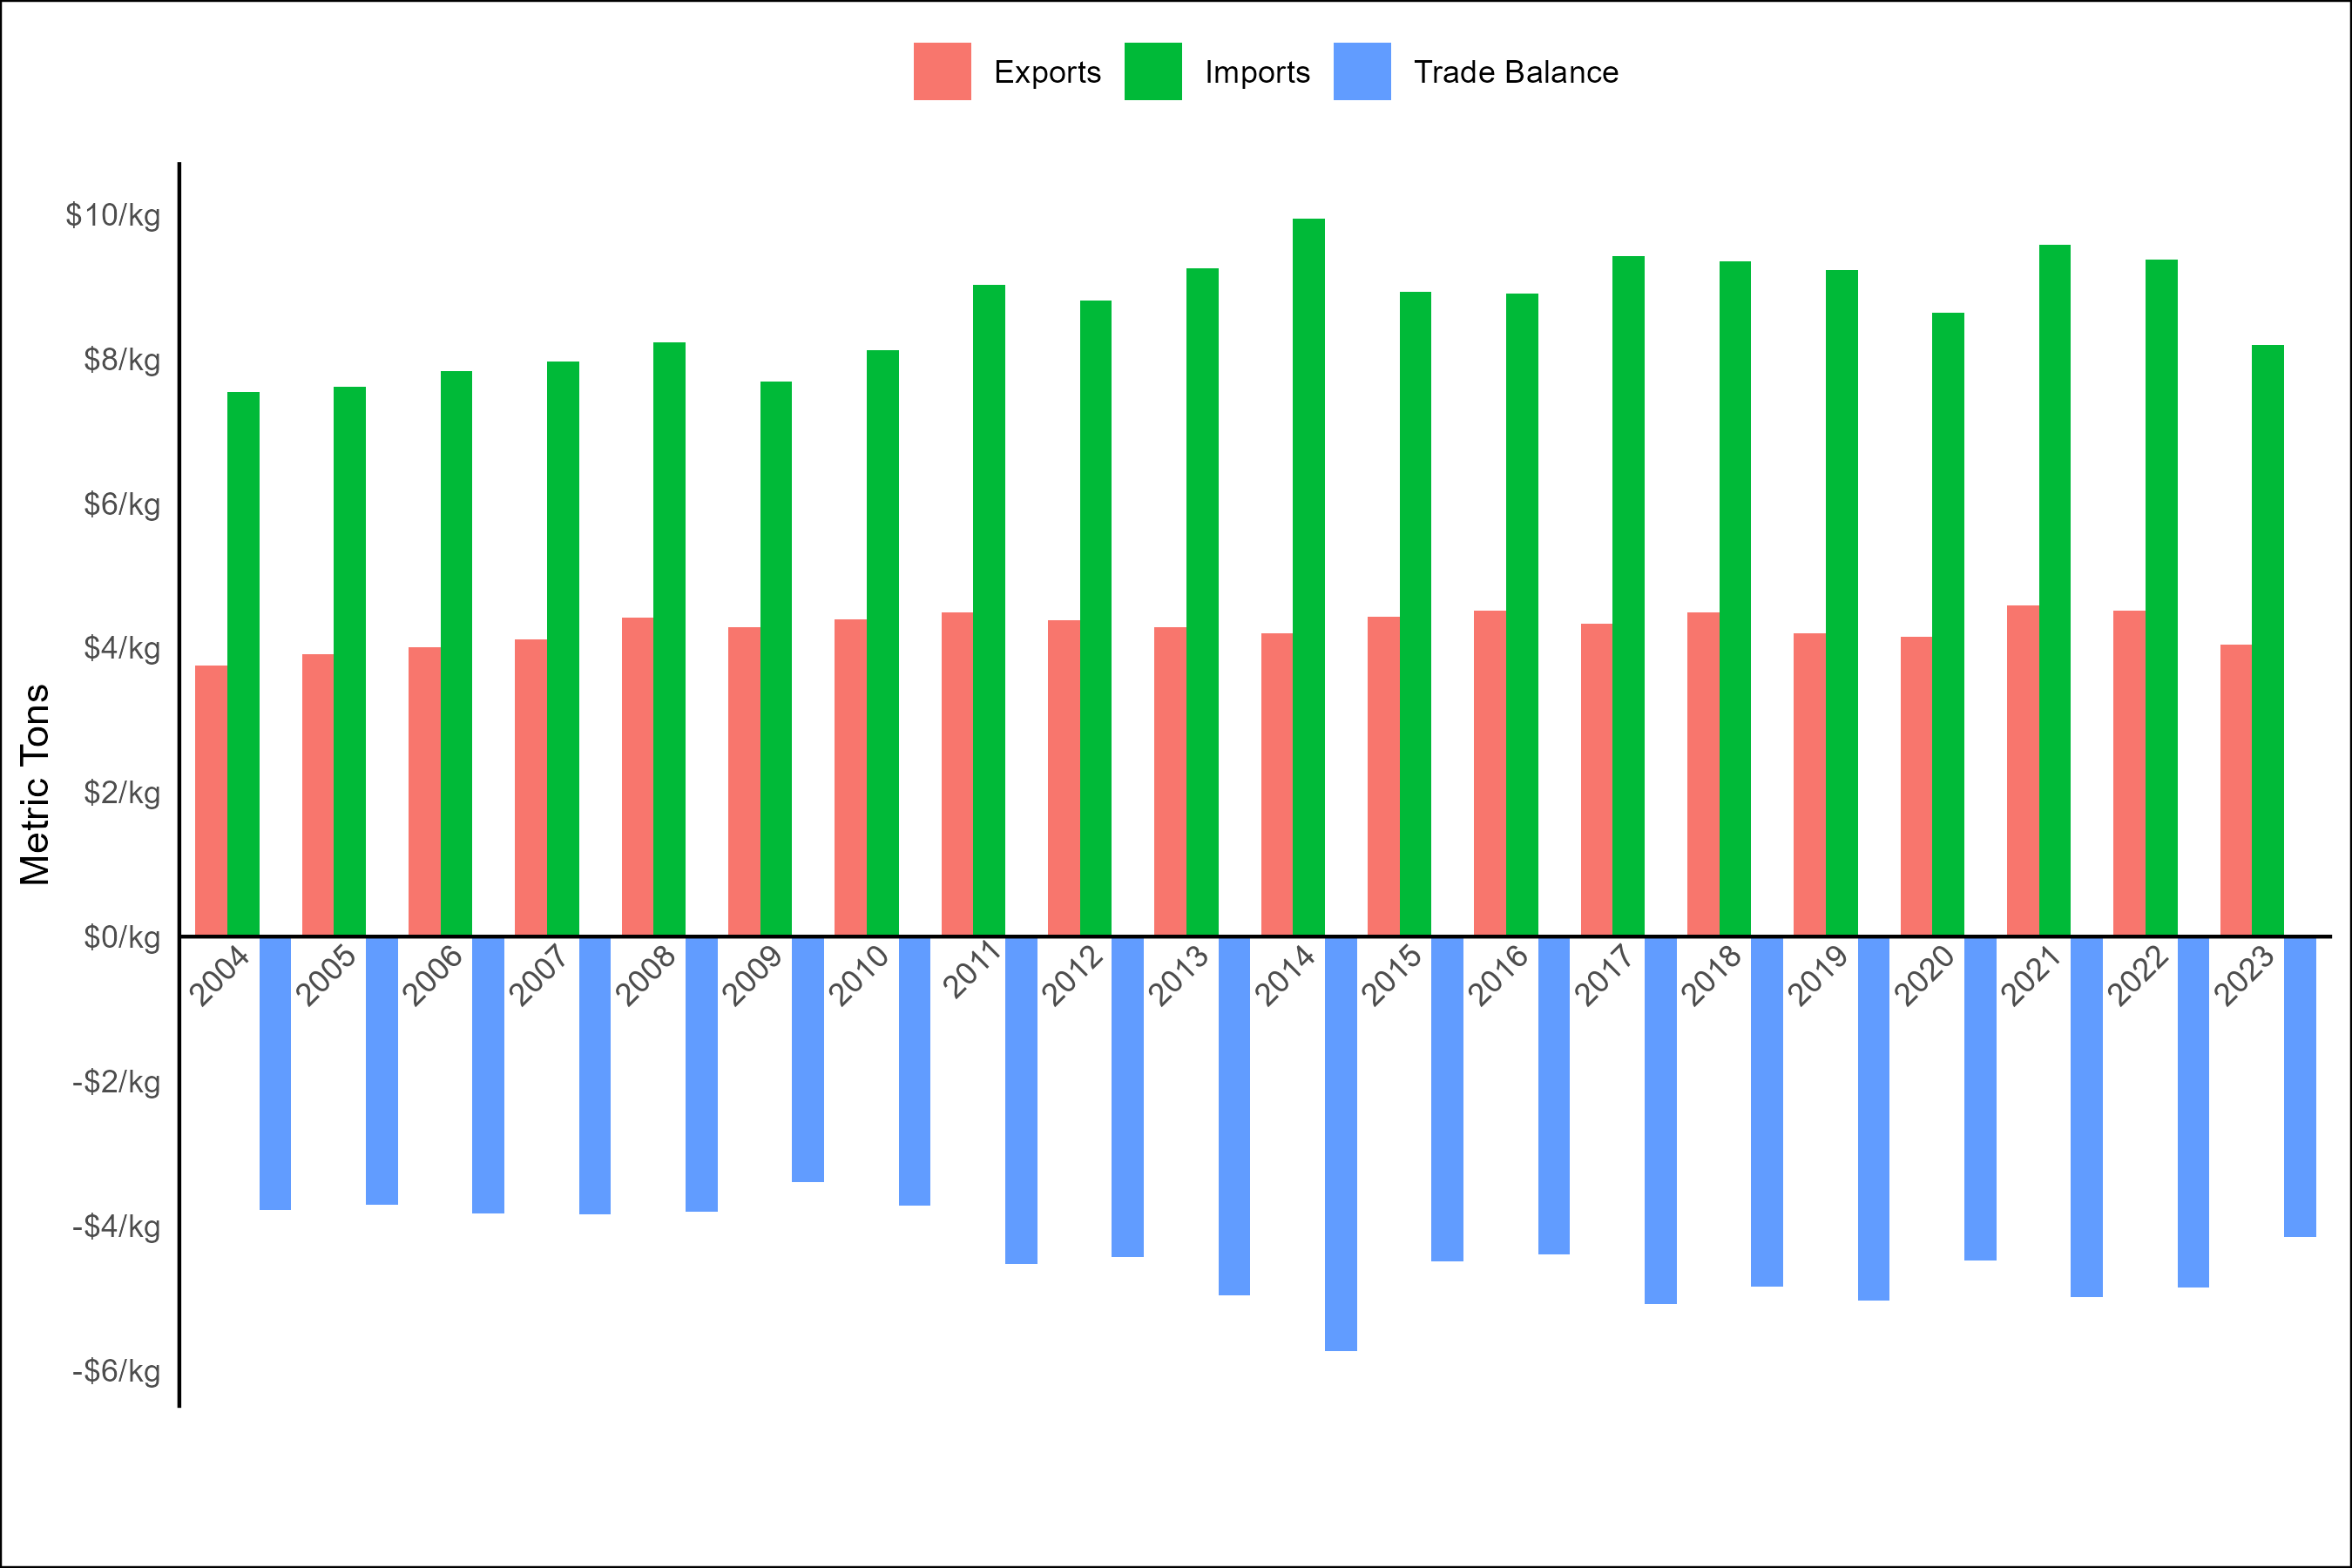 Exports Imports Trade Balance
$10/kg
$8/kg
$6/kg
$4/kg
$2/kg
$0/kg
-$2/kg
-$4/kg
-$6/kg
Metric Tons
2004 2005 2006 2007 2008 2009 2010 2011 2012 2013 2014 2015 2016 2017 2018 2019 2020 2021 2022 2023